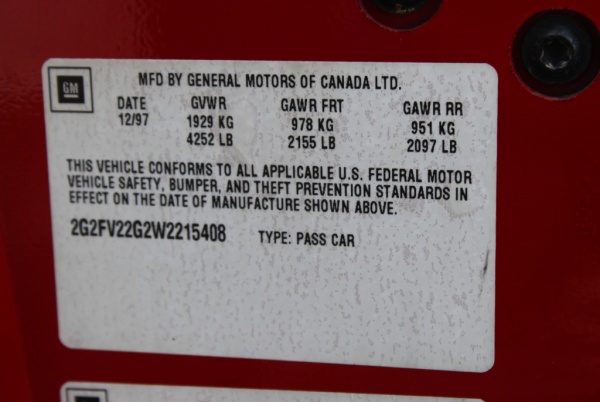 GM
MFD BY GENERAL MOTORS OF CANADA LTD.
DATE GVWR GAWR FRT GAWR RR
12/97 1929 KG 978 KG 951 KG
4252 LB 2155 LB 2097 LB
THIS VEHICLE CONFORMS TO ALL APPLICABLE U.S. FEDERAL MOTOR
VEHICLE SAFETY, BUMPER, AND THEFT PREVENTION STANDARDS IN
EFFECT ON THE DATE OF MANUFACTURE SHOWN ABOVE.
2G2FV22G2W2215408 TYPE: PASS CAR